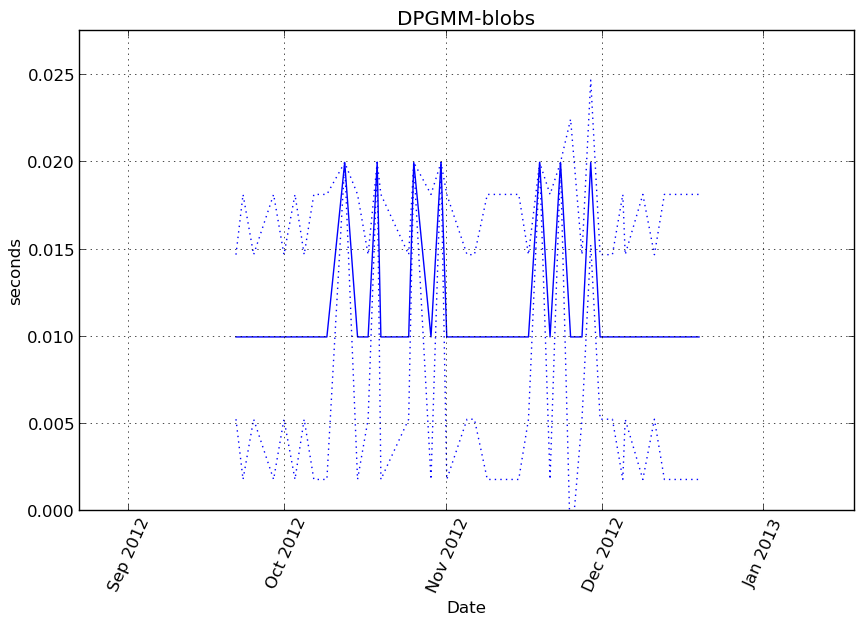 DPGMM-blobs
0.025
0.020
0.015
0.010
0.005
0.000
seconds
Sep 2012
Oct 2012
Nov 2012
Dec 2012
Jan 2013
Date